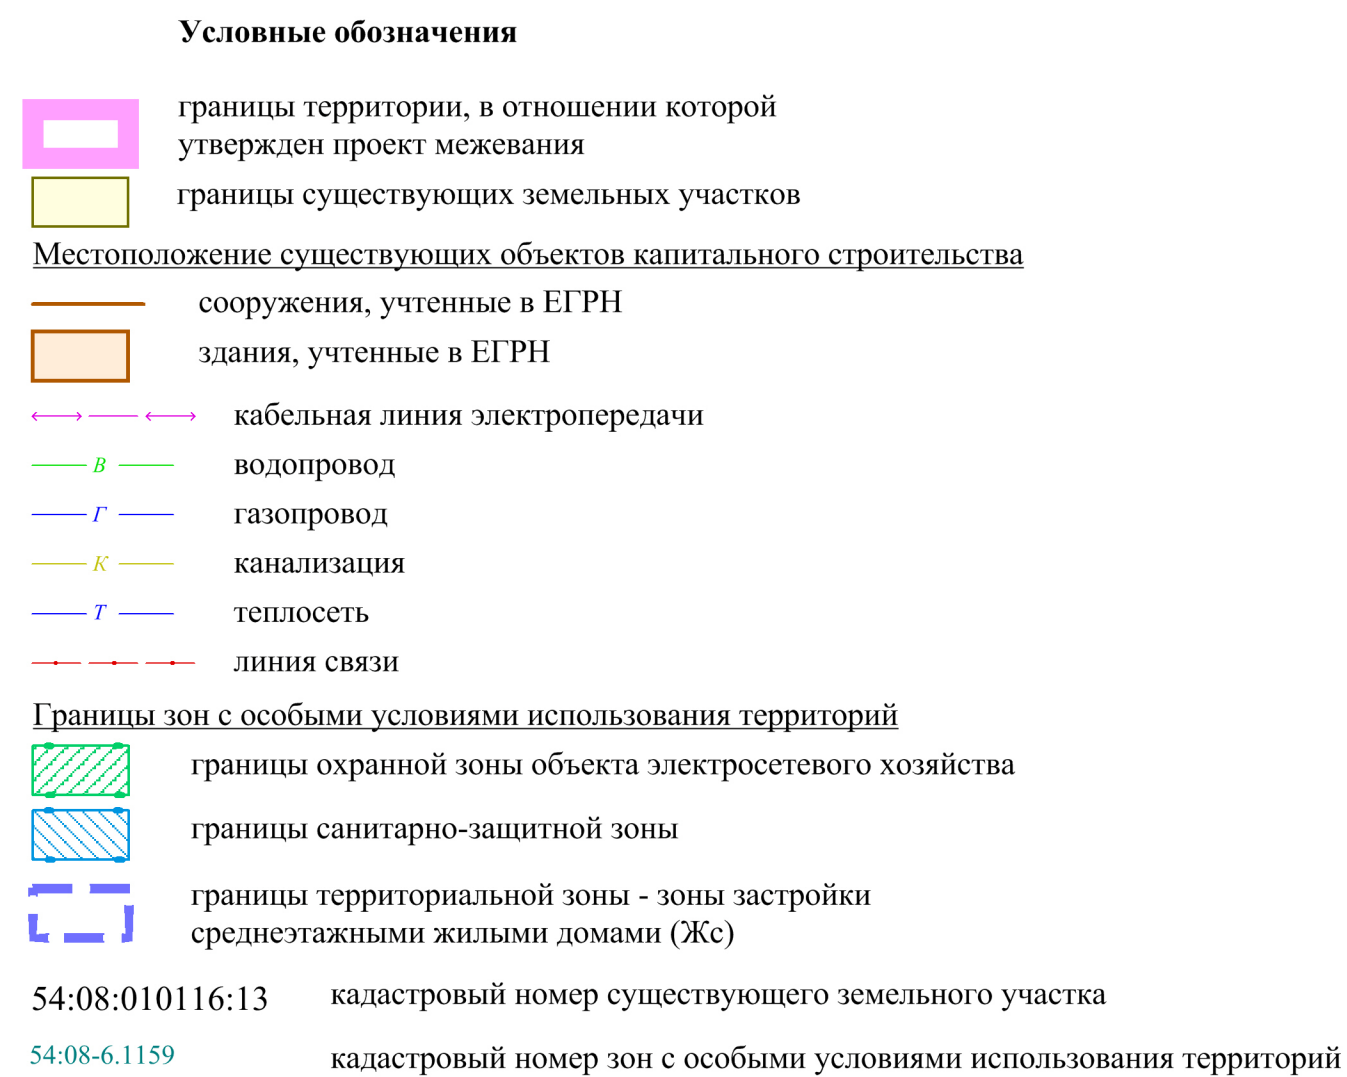 Условные обозначения
границы территории, в отношении которой
утвержден проект межевания
границы существующих земельных участков
Местоположение существующих объектов капитального строительства
сооружения, учтенные в ЕГРН
здания, учтенные в ЕГРН
кабельная линия электропередачи
В водопровод
Г газопровод
К канализация
Т теплосеть
линия связи
Границы зон с особыми условиями использования территорий
границы охранной зоны объекта электросетевого хозяйства
границы санитарно-защитной зоны
границы территориальной зоны - зоны застройки
среднеэтажными жилыми домами (Жс)
54:08:010116:13 кадастровый номер существующего земельного участка
54:08-6.1159 кадастровый номер зон с особыми условиями использования территорий